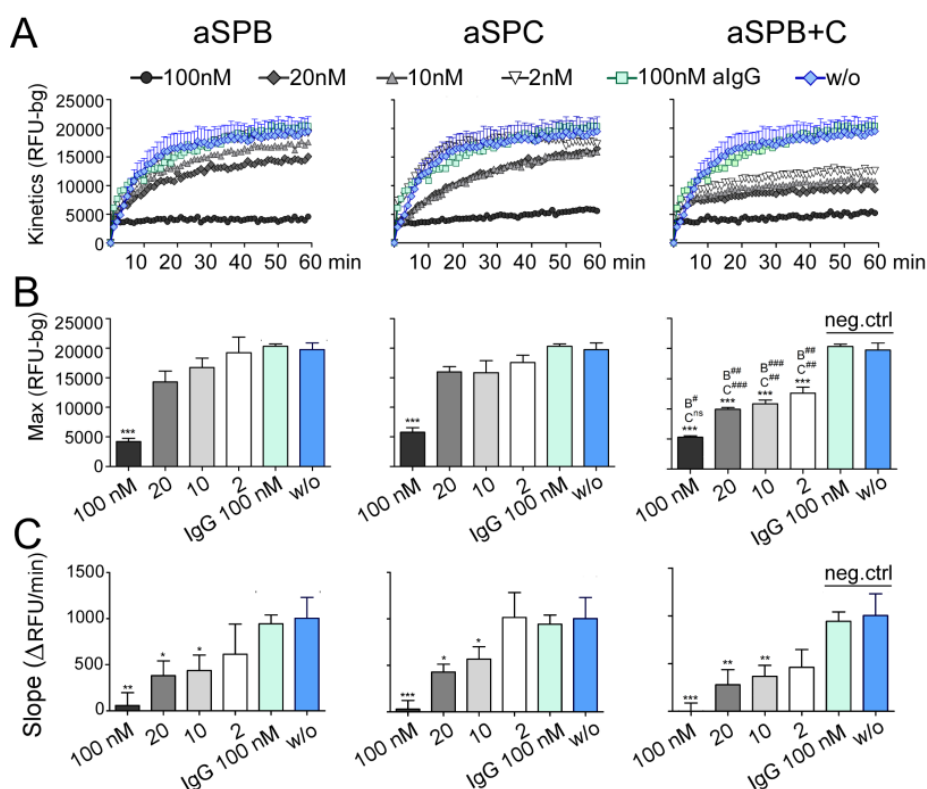 A
aSPB aSPC aSPB+C
100nM 20nM 10nM 2nM 100nM aIgG w/o
Kinetics (RFU-bg)
25000
20000
15000
10000
5000
0
10 20 30 40 50 60 min 10 20 30 40 50 60 min 10 20 30 40 50 60 min
B
Max (RFU-bg)
25000
20000
15000
10000
5000
0
***
100 nM 20 10 2 IgG 100 nM w/o
***
100 nM 20 10 2 IgG 100 nM w/o
neg.ctrl
B# B## B### B##
Cns C### C## C##
*** *** *** ***
100 nM 20 10 2 IgG 100 nM w/o
C
Slope (ΔRFU/min)
1500
1000
500
0
** * *
100 nM 20 10 2 IgG 100 nM w/o
*** * *
100 nM 20 10 2 IgG 100 nM w/o
neg.ctrl
*** ** **
100 nM 20 10 2 IgG 100 nM w/o